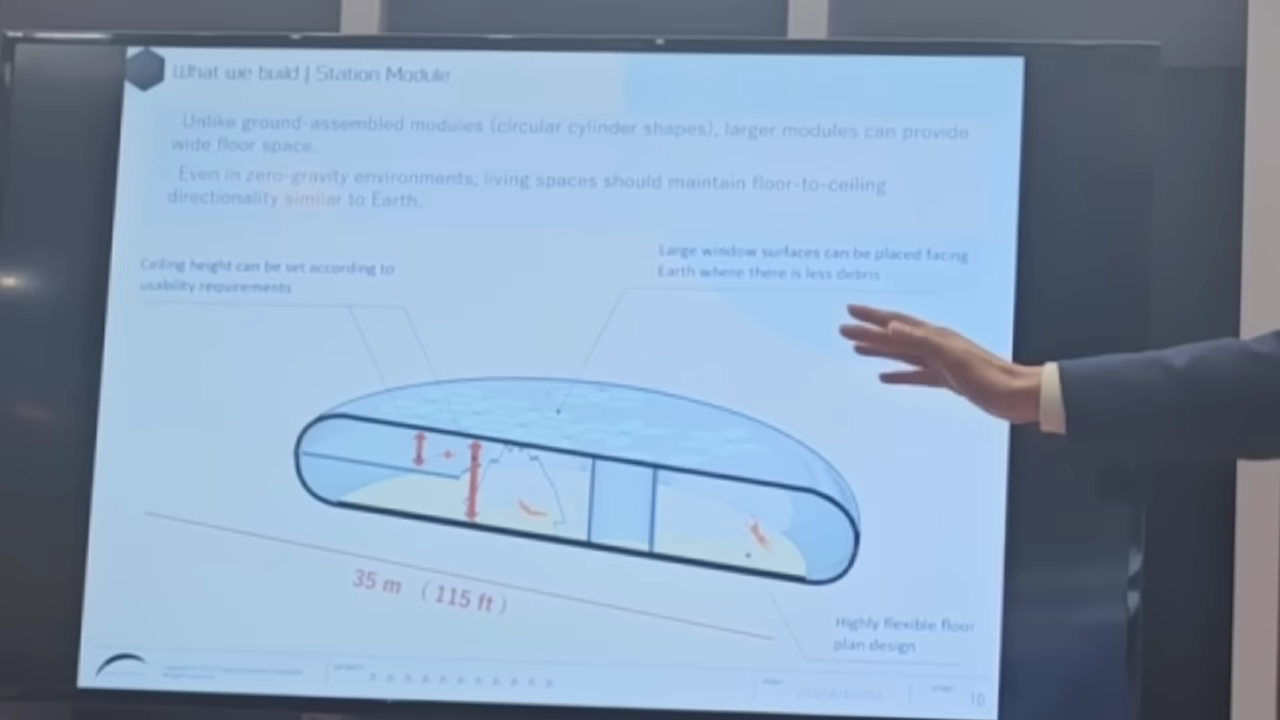 What we build | Station Module
Unlike ground-assembled modules (circular cylinder shapes), larger modules can provide
wide floor space.
Even in zero-gravity environments, living spaces should maintain floor-to-ceiling
directionality similar to Earth.
Ceiling height can be set according to
usability requirements
Large window surfaces can be placed facing
Earth where there is less debris
35 m （115 ft）
Highly flexible floor
plan design
10